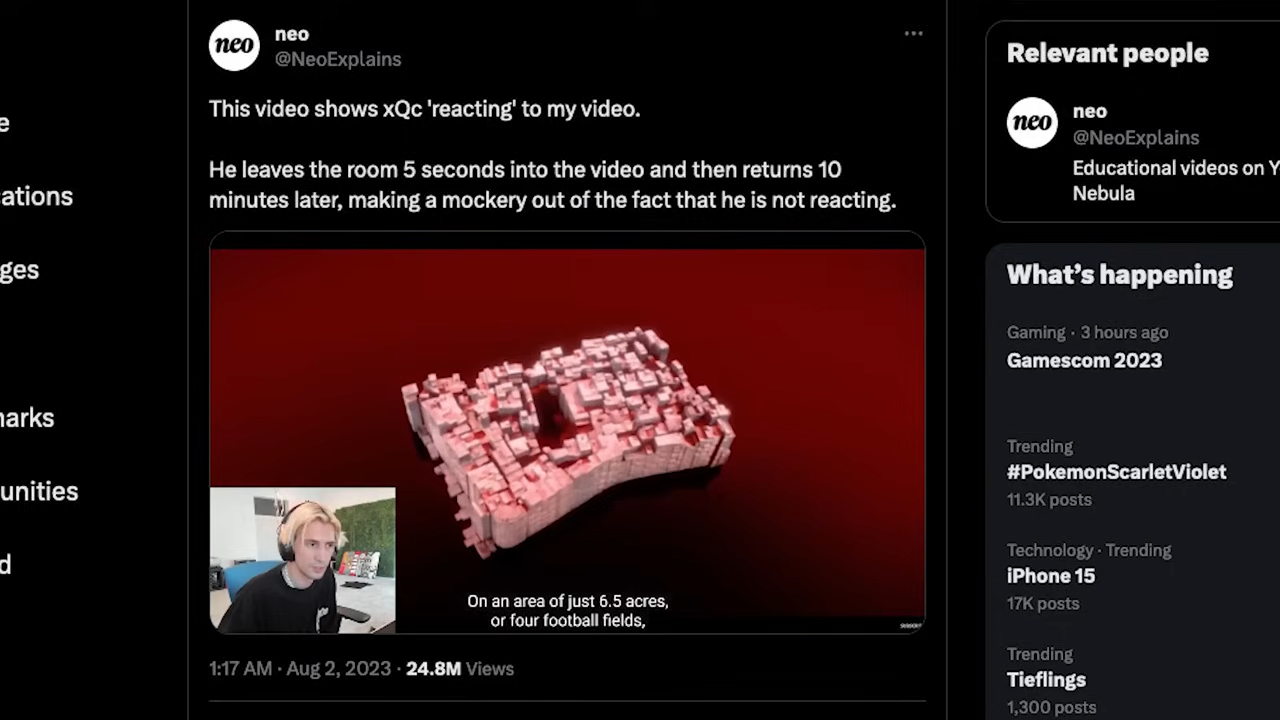 neo
neo
@NeoExplains
This video shows xQc 'reacting' to my video.
He leaves the room 5 seconds into the video and then returns 10
minutes later, making a mockery out of the fact that he is not reacting.
On an area of just 6.5 acres,
or four football fields,
1:17 AM · Aug 2, 2023 · 24.8M Views
e
ations
ges
narks
unities
d
Relevant people
neo
neo
@NeoExplains
Educational videos on Y
Nebula
What's happening
Gaming · 3 hours ago
Gamescom 2023
Trending
#PokemonScarletViolet
11.3K posts
Technology · Trending
iPhone 15
17K posts
Trending
Tieflings
1,300 posts